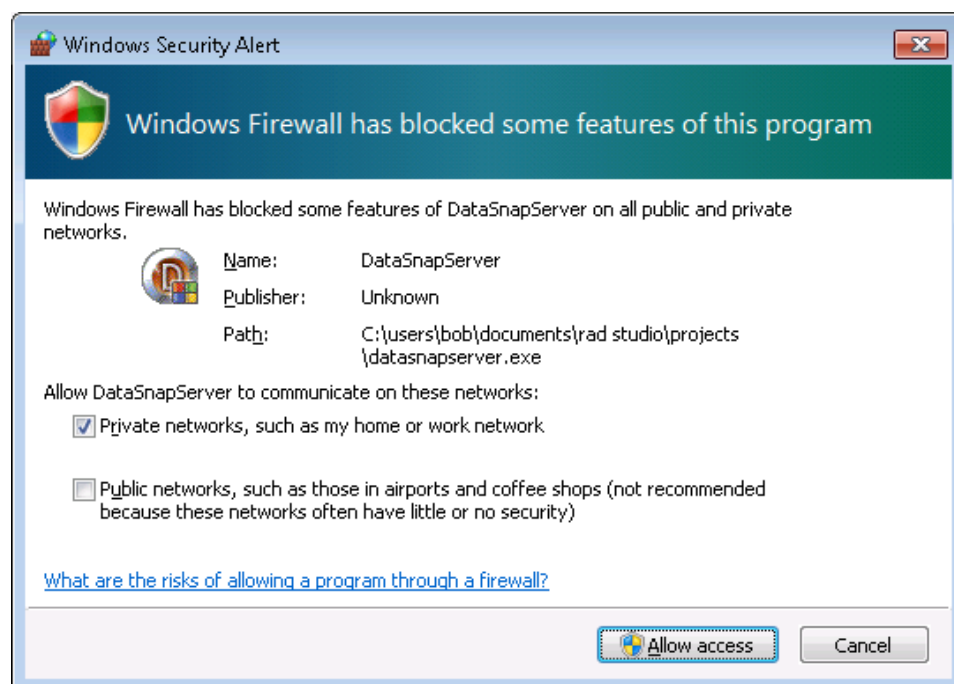 Windows Security Alert
Windows Firewall has blocked some features of this program
Windows Firewall has blocked some features of DataSnapServer on all public and private
networks.
Name: DataSnapServer
Publisher: Unknown
Path: C:\users\bob\documents\rad studio\projects
\datasnapserver.exe
Allow DataSnapServer to communicate on these networks:
Private networks, such as my home or work network
Public networks, such as those in airports and coffee shops (not recommended
because these networks often have little or no security)
What are the risks of allowing a program through a firewall?
Allow access Cancel